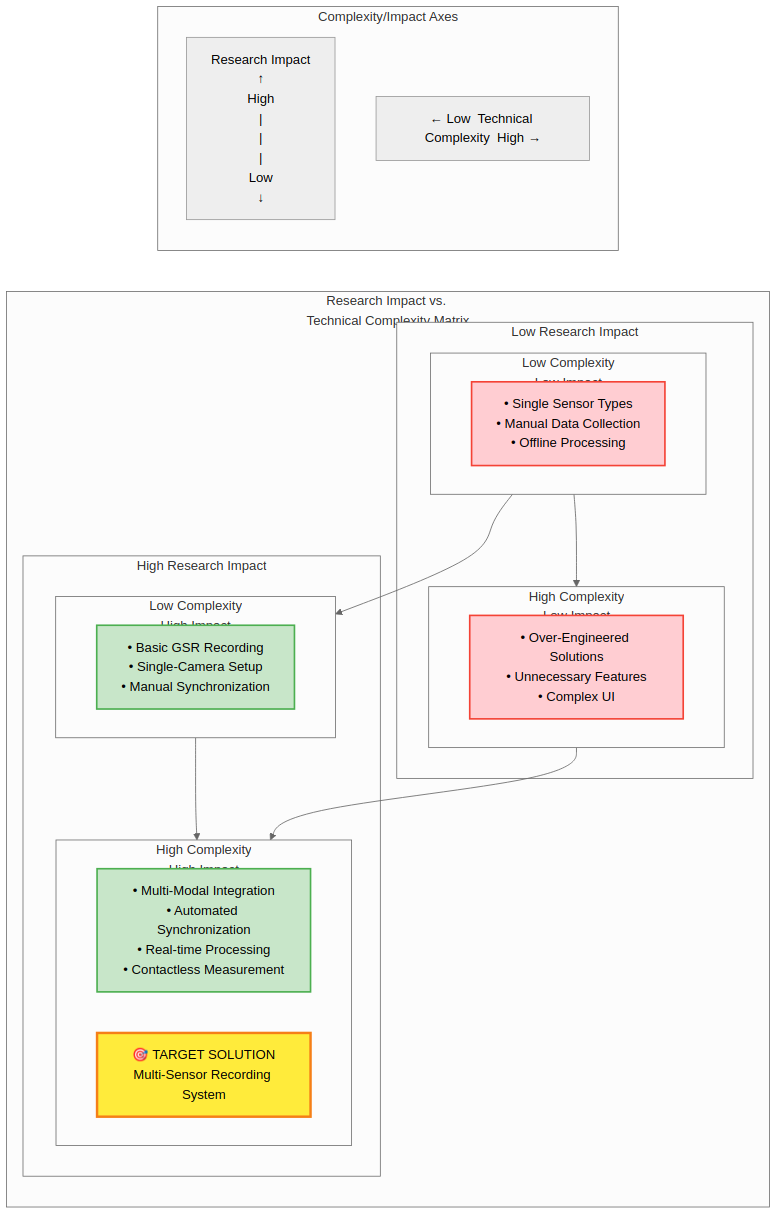 Complexity/Impact Axes
Research Impact
↑
High
|
|
|
Low
↓
← Low Technical
Complexity High →
Research Impact vs.
Technical Complexity Matrix
Low Research Impact
Low Complexity
Low Impact
• Single Sensor Types
• Manual Data Collection
• Offline Processing
High Research Impact
Low Complexity
High Impact
• Basic GSR Recording
• Single-Camera Setup
• Manual Synchronization
High Complexity
Low Impact
• Over-Engineered
Solutions
• Unnecessary Features
• Complex UI
High Complexity
High Impact
• Multi-Modal Integration
• Automated
Synchronization
• Real-time Processing
• Contactless Measurement
🎯 TARGET SOLUTION
Multi-Sensor Recording
System